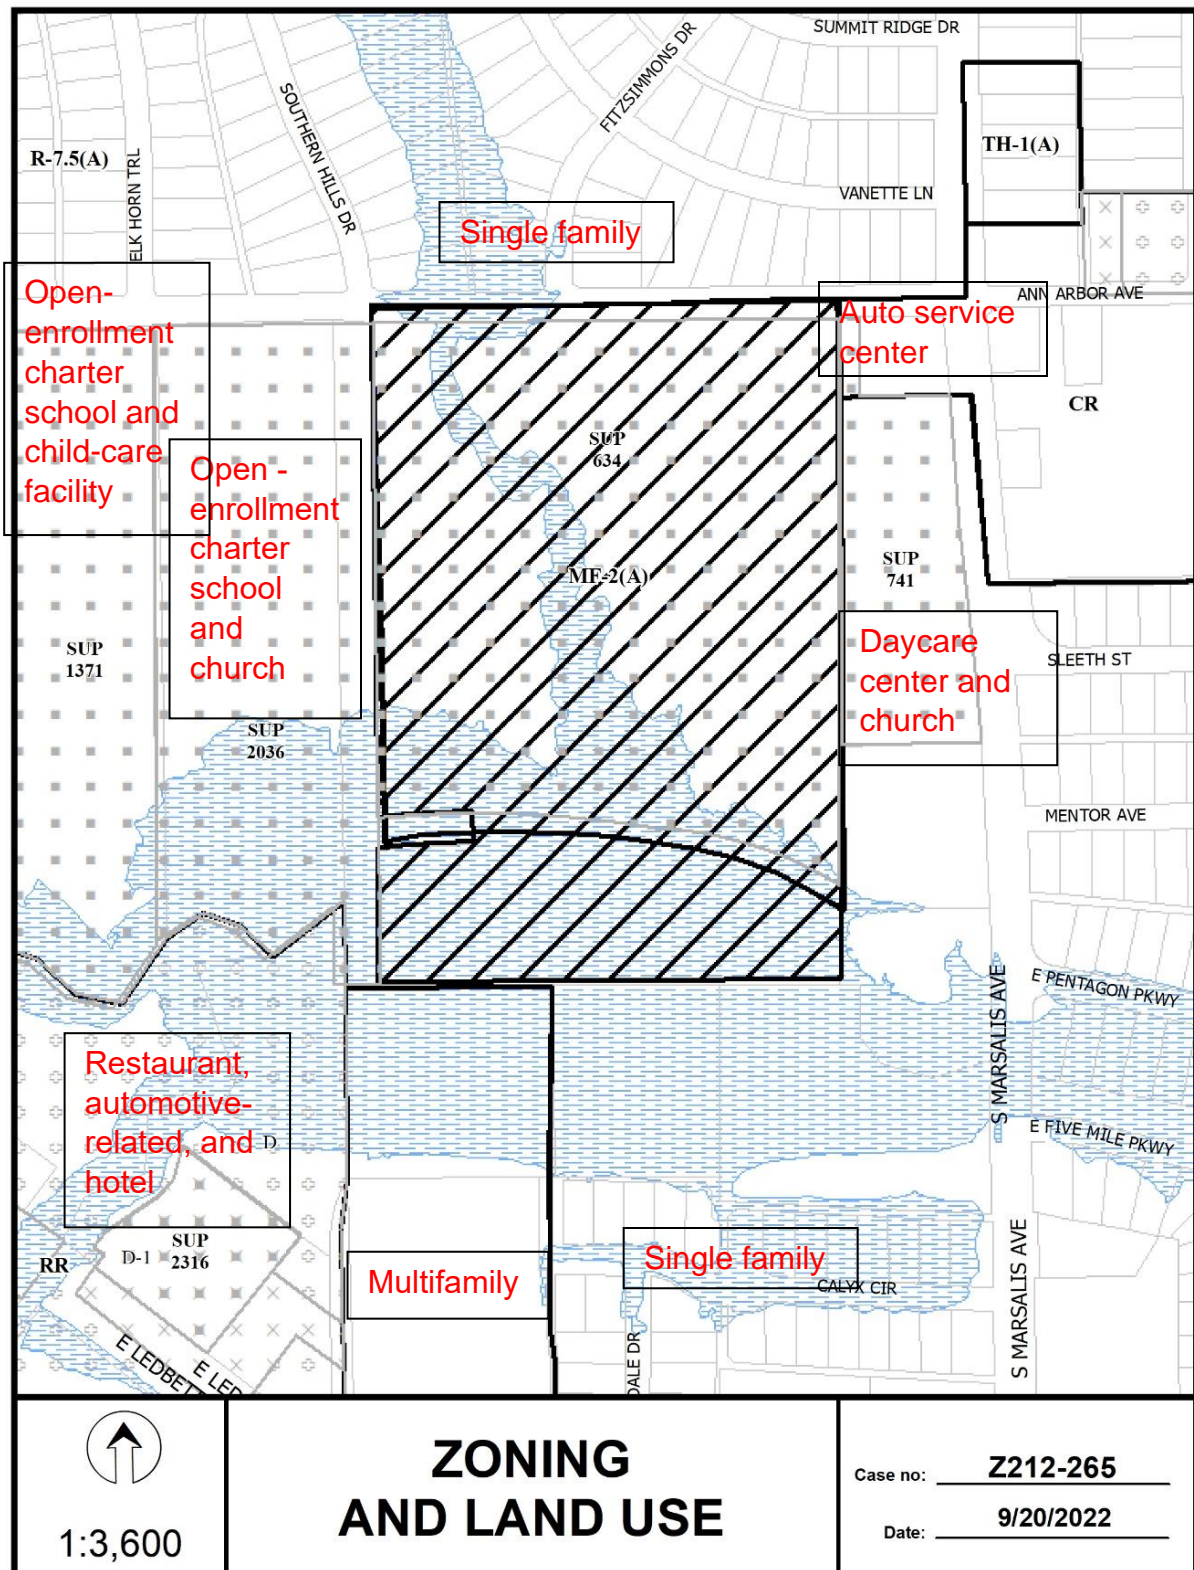 SUMMIT RIDGE DR
FITZSIMMONS DR
SOUTHERN HILLS DR
R-7.5(A)
ELK HORN TRL
TH-1(A)
VANETTE LN
Single family
Open-
enrollment
charter
school and
child-care
facility
ANN ARBOR AVE
Auto service
center
CR
SUP
634
Open -
enrollment
charter
school
and
church
MF-2(A)
SUP
741
SUP
1371
Daycare
center and
church
SLEETH ST
SUP
2036
MENTOR AVE
E PENTAGON PKWY
S MARSALIS AVE
E FIVE MILE PKWY
Restaurant,
automotive-
related, and
hotel
D
SUP
2316
D-1
RR
Multifamily
Single family
CALYX CIR
S MARSALIS AVE
DALE DR
E LEDBETT
E LED
1:3,600
ZONING
AND LAND USE
Case no: Z212-265
Date: 9/20/2022